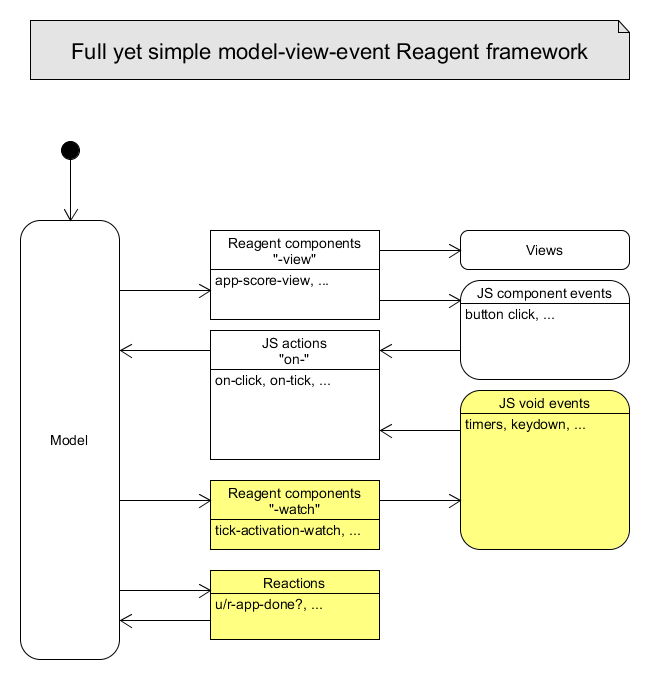 Full yet simple model-view-event Reagent framework
Reagent components
"-view"
app-score-view, ...
Views
JS component events
button click, ...
JS actions
"on-"
on-click, on-tick, ...
JS void events
timers, keydown, ...
Model
Reagent components
"-watch"
tick-activation-watch, ...
Reactions
u/r-app-done?, ...